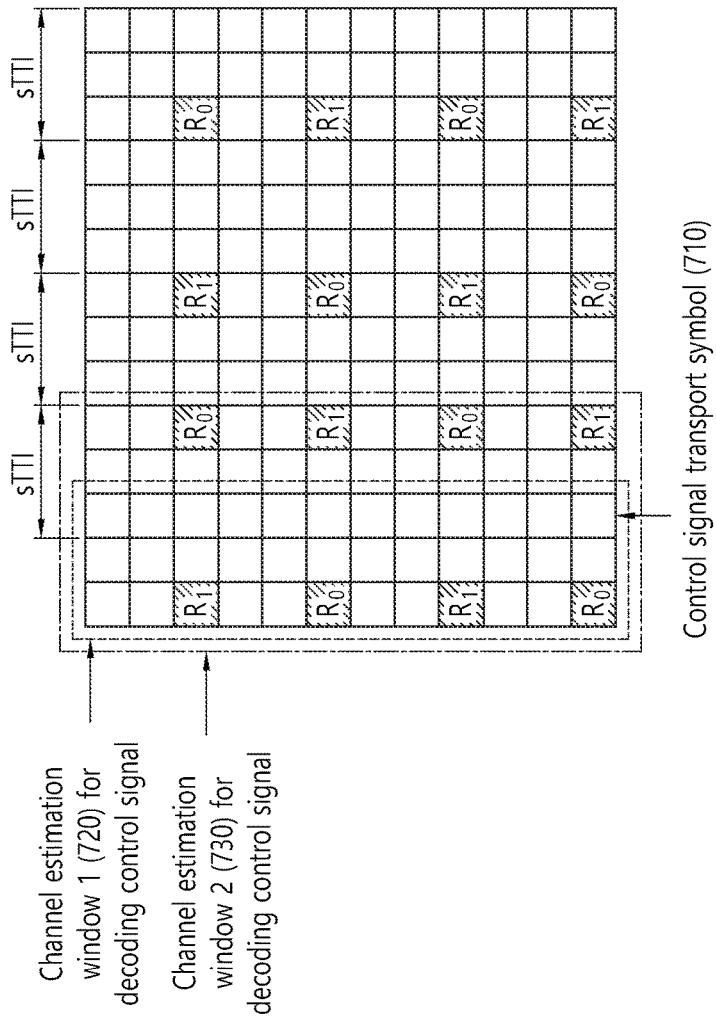 sTTI sTTI sTTI sTTI
Channel estimation
window 1 (720) for
decoding control signal
Channel estimation
window 2 (730) for
decoding control signal
R1 R0 R1 R0
R0 R1 R0 R1
R1 R0 R1 R0
R0 R1 R0 R1
Control signal transport symbol (710)